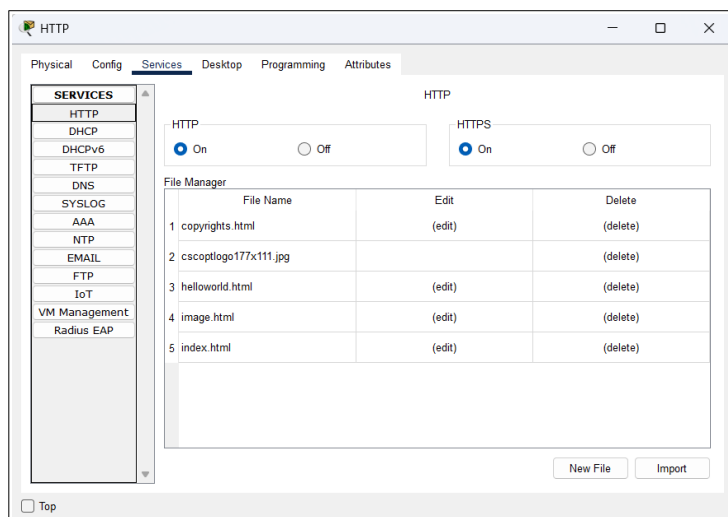 HTTP
Physical Config Services Desktop Programming Attributes
SERVICES
HTTP
DHCP
DHCPv6
TFTP
DNS
SYSLOG
AAA
NTP
EMAIL
FTP
IoT
VM Management
Radius EAP
HTTP
HTTP
On Off
HTTPS
On Off
File Manager
File Name Edit Delete
1 copyrights.html (edit) (delete)
2 cscoptlogo177x111.jpg (delete)
3 helloworld.html (edit) (delete)
4 image.html (edit) (delete)
5 index.html (edit) (delete)
New File Import
Top